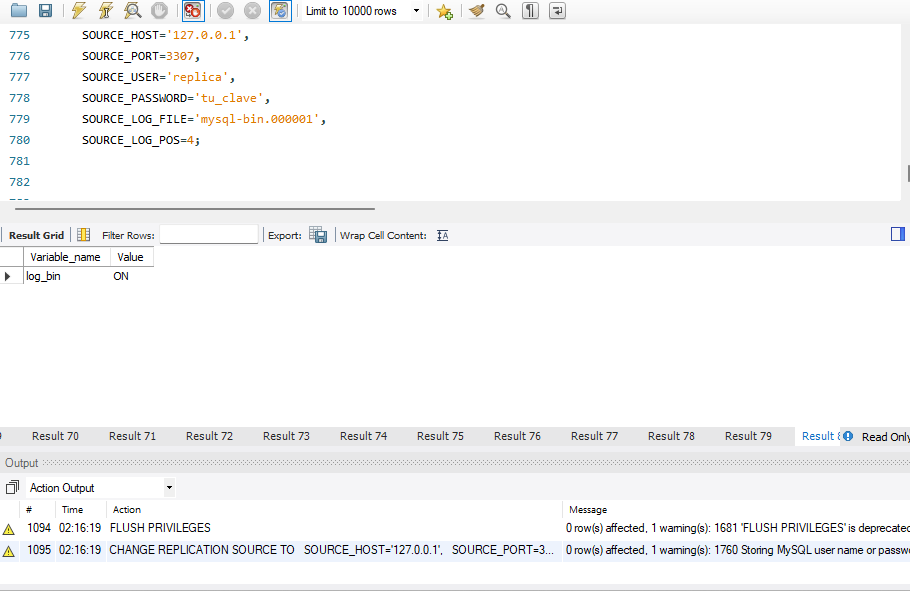 Limit to 10000 rows
775 SOURCE_HOST='127.0.0.1',
776 SOURCE_PORT=3307,
777 SOURCE_USER='replica',
778 SOURCE_PASSWORD='tu_clave',
779 SOURCE_LOG_FILE='mysql-bin.000001',
780 SOURCE_LOG_POS=4;
781
782
Result Grid Filter Rows: Export: Wrap Cell Content:
Variable_name Value
log_bin ON
Result 70 Result 71 Result 72 Result 73 Result 74 Result 75 Result 76 Result 77 Result 78 Result 79 Result Read Only
Output
Action Output
# Time Action Message
1094 02:16:19 FLUSH PRIVILEGES 0 row(s) affected, 1 warning(s): 1681 'FLUSH PRIVILEGES' is deprecated
1095 02:16:19 CHANGE REPLICATION SOURCE TO SOURCE_HOST='127.0.0.1', SOURCE_PORT=3... 0 row(s) affected, 1 warning(s): 1760 Storing MySQL user name or passw